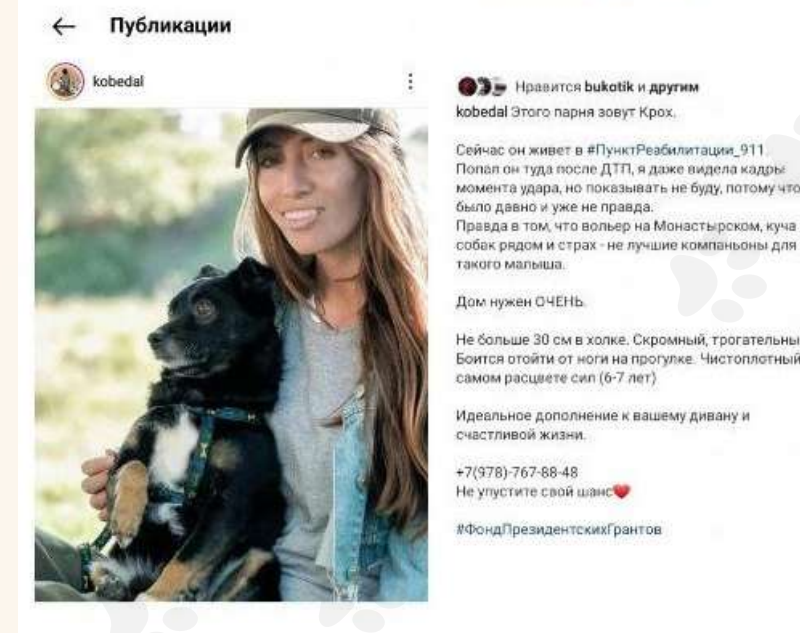 Публикации
kobedal
Нравится bukotik и другим
kobedal Этого парня зовут Крох.
Сейчас он живет в #ПунктРеабилитации_911.
Попал он туда после ДТП, я даже видела кадры
момента удара, но показывать не буду, потому что
было давно и уже не правда.
Правда в том, что вольер на Монастырском, куча
собак рядом и страх - не лучшие компаньоны для
такого малыша.
Дом нужен ОЧЕНЬ.
Не больше 30 см в холке. Скромный, трогательны
Боится отойти от ноги на прогулке. Чистоплотный
самом расцвете сил (6-7 лет)
Идеальное дополнение к вашему дивану и
счастливой жизни.
+7(978)-767-88-48
Не упустите свой шанс❤
#ФондПрезидентскихГрантов